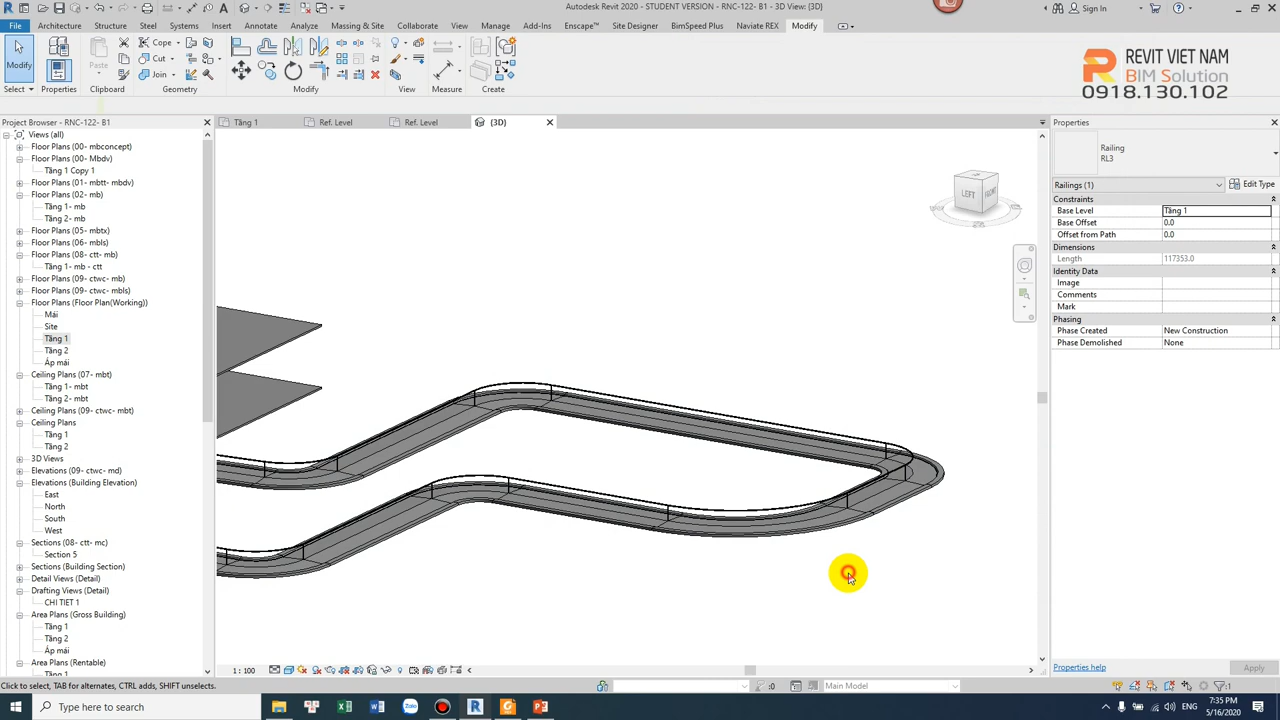 Autodesk Revit 2020 - STUDENT VERSION - RNC-122- B1 - 3D View: {3D}
Sign In
File
Architecture
Structure
Steel
Systems
Insert
Annotate
Analyze
Massing & Site
Collaborate
View
Manage
Add-Ins
Enscape™
Site Designer
BimSpeed Plus
Naviate REX
Modify
Modify
Paste
Cope
Cut
Join
Select
Properties
Clipboard
Geometry
Modify
View
Measure
Create
REVIT VIET NAM
BIM Solution
0918.130.102
Project Browser - RNC-122- B1
Tầng 1
Ref. Level
Ref. Level
{3D}
Views (all)
Floor Plans (00- mbconcept)
Floor Plans (00- Mbdv)
Tầng 1 Copy 1
Floor Plans (01- mbtt- mbdv)
Floor Plans (02- mb)
Tầng 1- mb
Tầng 2- mb
Floor Plans (05- mbtx)
Floor Plans (06- mbls)
Floor Plans (08- ctt- mb)
Tầng 1- mb - ctt
Floor Plans (09- ctwc- mb)
Floor Plans (09- ctwc- mbls)
Floor Plans (Floor Plan(Working))
Mái
Site
Tầng 1
Tầng 2
Áp mái
Ceiling Plans (07- mbt)
Tầng 1- mbt
Tầng 2- mbt
Ceiling Plans (09- ctwc- mbt)
Ceiling Plans
Tầng 1
Tầng 2
3D Views
Elevations (09- ctwc- md)
Elevations (Building Elevation)
East
North
South
West
Sections (08- ctt- mc)
Section 5
Sections (Building Section)
Detail Views (Detail)
Drafting Views (Detail)
CHI TIET 1
Area Plans (Gross Building)
Tầng 1
Tầng 2
Áp mái
Area Plans (Rentable)
Tầng 1
LEFT
FRONT
Properties
Railing
RL3
Railings (1)
Edit Type
Constraints
Base Level Tầng 1
Base Offset 0.0
Offset from Path 0.0
Dimensions
Length 117353.0
Identity Data
Image
Comments
Mark
Phasing
Phase Created New Construction
Phase Demolished None
Properties help
Apply
1 : 100
Click to select, TAB for alternates, CTRL adds, SHIFT unselects.
:0
Main Model
:1
Type here to search
ENG
7:35 PM
5/16/2020